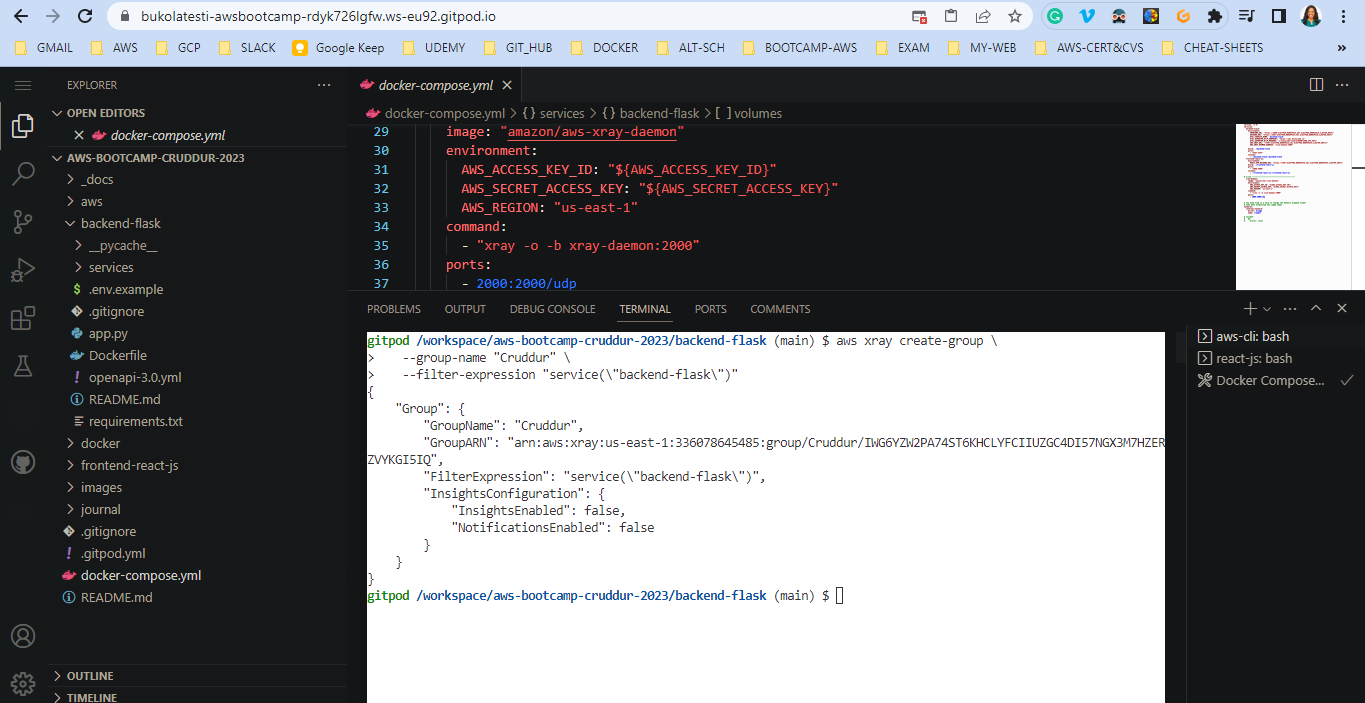 bukolatesti-awsbootcamp-rdyk726lgfw.ws-eu92.gitpod.io
GMAIL AWS GCP SLACK Google Keep UDEMY GIT_HUB DOCKER ALT-SCH BOOTCAMP-AWS EXAM MY-WEB AWS-CERT&CVS CHEAT-SHEETS »
EXPLORER ...
OPEN EDITORS
docker-compose.yml
AWS-BOOTCAMP-CRUDDUR-2023
_docs
aws
backend-flask
__pycache__
services
$ .env.example
.gitignore
app.py
Dockerfile
! openapi-3.0.yml
README.md
requirements.txt
docker
frontend-react-js
images
journal
.gitignore
! .gitpod.yml
docker-compose.yml
README.md
OUTLINE
TIMELINE
docker-compose.yml
docker-compose.yml > {} services > {} backend-flask > [ ] volumes
29 image: "amazon/aws-xray-daemon"
30 environment:
31 AWS_ACCESS_KEY_ID: "${AWS_ACCESS_KEY_ID}"
32 AWS_SECRET_ACCESS_KEY: "${AWS_SECRET_ACCESS_KEY}"
33 AWS_REGION: "us-east-1"
34 command:
35 - "xray -o -b xray-daemon:2000"
36 ports:
37 - 2000:2000/udp
PROBLEMS OUTPUT DEBUG CONSOLE TERMINAL PORTS COMMENTS
gitpod /workspace/aws-bootcamp-cruddur-2023/backend-flask (main) $ aws xray create-group \
> --group-name "Cruddur" \
> --filter-expression "service(\"backend-flask\")"
{
"Group": {
"GroupName": "Cruddur",
"GroupARN": "arn:aws:xray:us-east-1:336078645485:group/Cruddur/IWG6YZW2PA74ST6KHCLYFCIIUZGC4DI57NGX3M7HZER
ZVYKGI5IQ",
"FilterExpression": "service(\"backend-flask\")",
"InsightsConfiguration": {
"InsightsEnabled": false,
"NotificationsEnabled": false
}
}
}
gitpod /workspace/aws-bootcamp-cruddur-2023/backend-flask (main) $
aws-cli: bash
react-js: bash
Docker Compose...